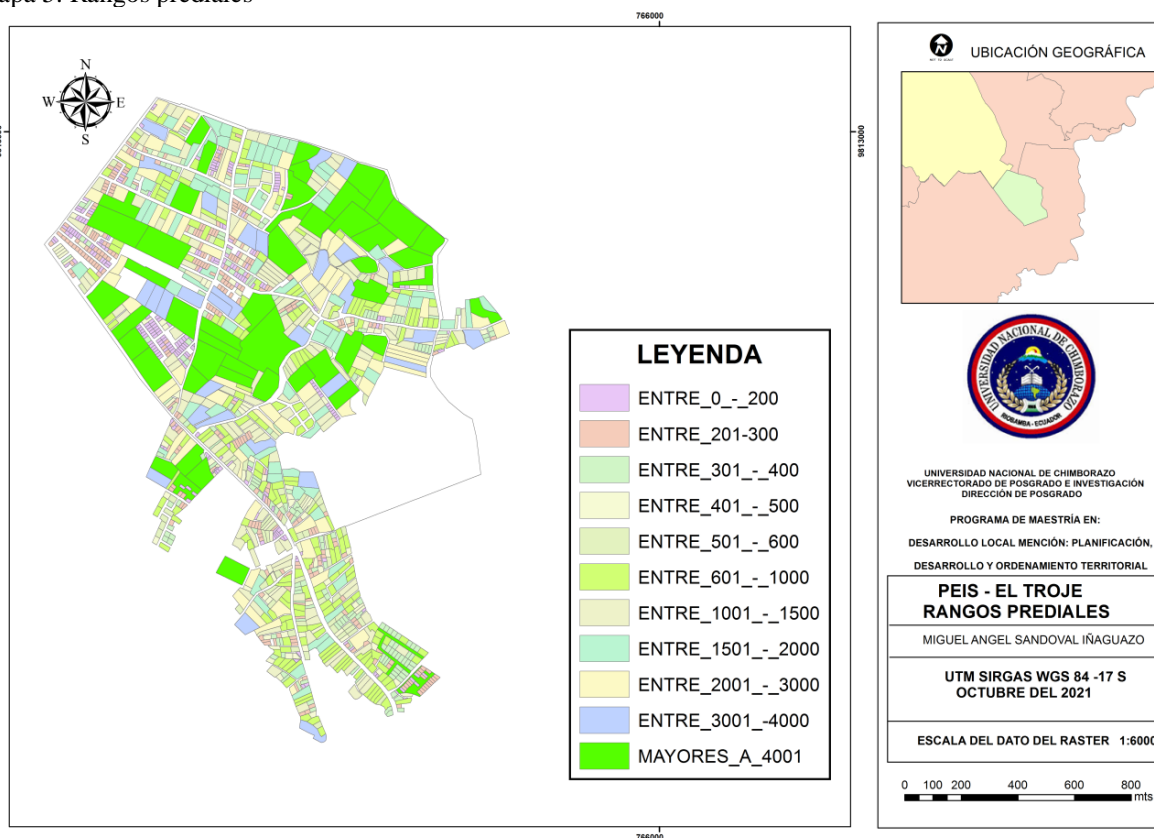 Rangos prediales
766000
N
W E
S
9813000
LEYENDA
ENTRE_0_-_200
ENTRE_201-300
ENTRE_301_-_400
ENTRE_401_-_500
ENTRE_501_-_600
ENTRE_601_-_1000
ENTRE_1001_-_1500
ENTRE_1501_-_2000
ENTRE_2001_-_3000
ENTRE_3001_-4000
MAYORES_A_4001
766000
N
UBICACIÓN GEOGRÁFICA
UNIVERSIDAD NACIONAL DE CHIMBORAZO
RIOBAMBA - ECUADOR
UNIVERSIDAD NACIONAL DE CHIMBORAZO
VICERRECTORADO DE POSGRADO E INVESTIGACIÓN
DIRECCIÓN DE POSGRADO
PROGRAMA DE MAESTRÍA EN:
DESARROLLO LOCAL MENCIÓN: PLANIFICACIÓN,
DESARROLLO Y ORDENAMIENTO TERRITORIAL
PEIS - EL TROJE
RANGOS PREDIALES
MIGUEL ANGEL SANDOVAL IÑAGUAZO
UTM SIRGAS WGS 84 -17 S
OCTUBRE DEL 2021
ESCALA DEL DATO DEL RASTER 1:6000
0 100 200 400 600 800
mts